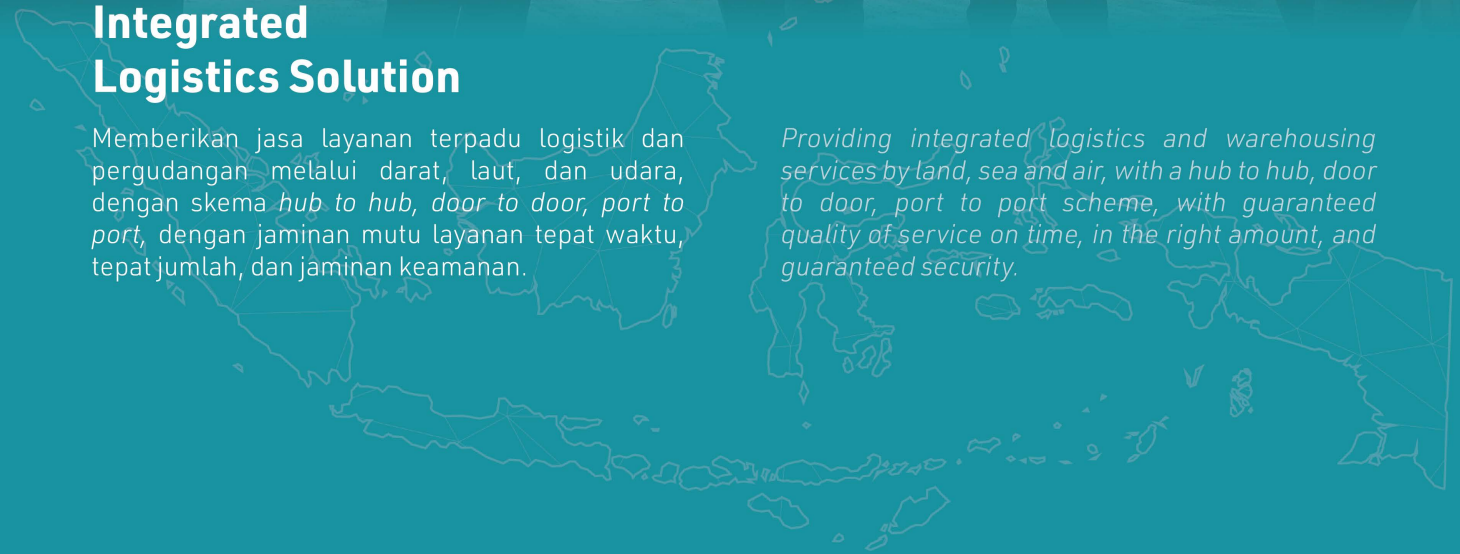 Integrated
Logistics Solution
Memberikan jasa layanan terpadu logistik dan
pergudangan melalui darat, laut, dan udara,
dengan skema hub to hub, door to door, port to
port, dengan jaminan mutu layanan tepat waktu,
tepat jumlah, dan jaminan keamanan.
Providing integrated logistics and warehousing
services by land, sea and air, with a hub to hub, door
to door, port to port scheme, with guaranteed
quality of service on time, in the right amount, and
guaranteed security.